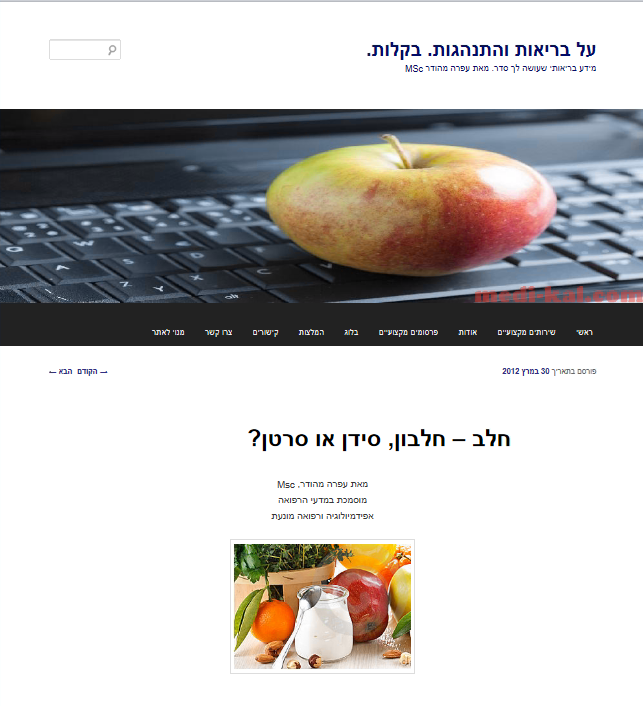 על בריאות והתנהגות. בקלות.
מידע בריאותי שעושה לך סדר. מאת עפרה מהודר MSc
medi-kal.com
ראשי שירותים מקצועיים אודות פרסומים מקצועיים בלוג המלצות קישורים צרו קשר מנוי לאתר
פורסם בתאריך 30 במרץ 2012
→ הקודם הבא ←
חלב – חלבון, סידן או סרטן?
מאת עפרה מהודר. Msc
מוסמכת במדעי הרפואה
אפידמיולוגיה ורפואה מונעת